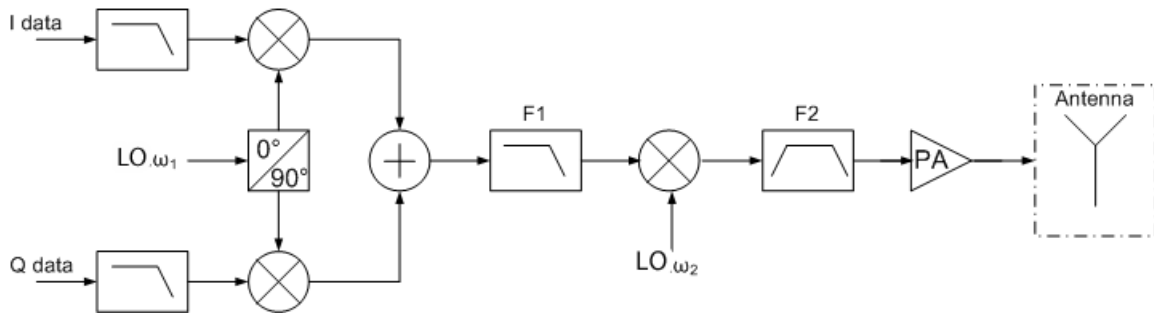 I data
F1
F2
Antenna
LO.ω₁
0°
90°
+
PA
LO.ω₂
Q data